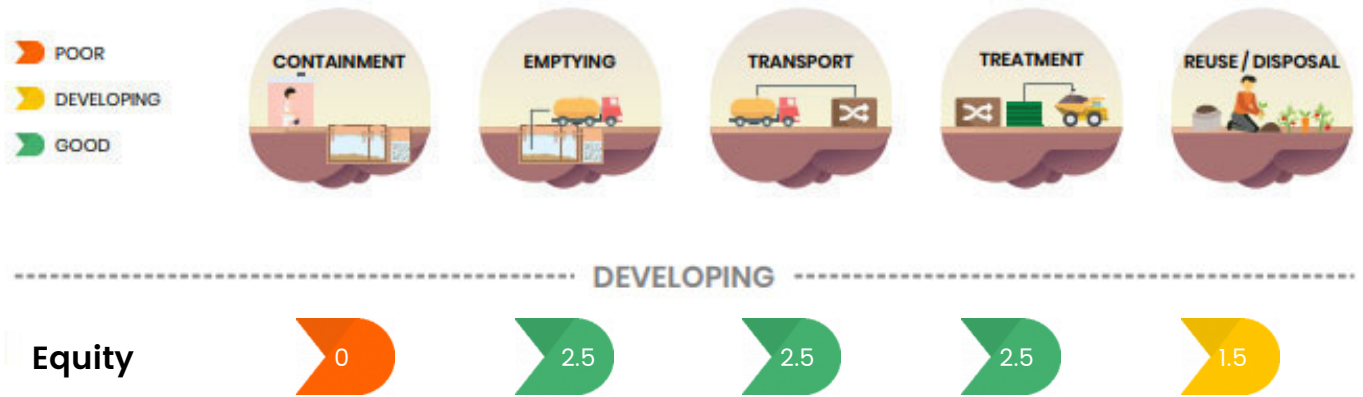 POOR
DEVELOPING
GOOD
CONTAINMENT
EMPTYING
TRANSPORT
TREATMENT
REUSE / DISPOSAL
DEVELOPING
Equity
0
2.5
2.5
2.5
1.5